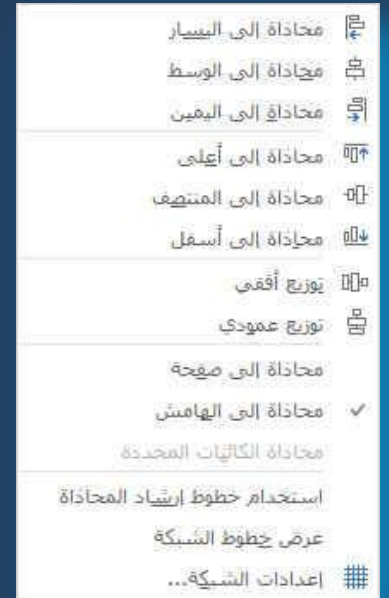 محاذاة إلى اليسار
محاذاة إلى الوسط
محاذاة إلى اليمين
محاذاة إلى أعلى
محاذاة إلى المنتصف
محاذاة إلى أسفل
توزيع أفقي
توزيع عمودي
محاذاة إلى صفحة
محاذاة إلى الهامش
محاذاة الكائنات المحددة
استخدام خطوط إرشاد المحاذاة
عرض خطوط الشبكة
إعدادات الشبكة...